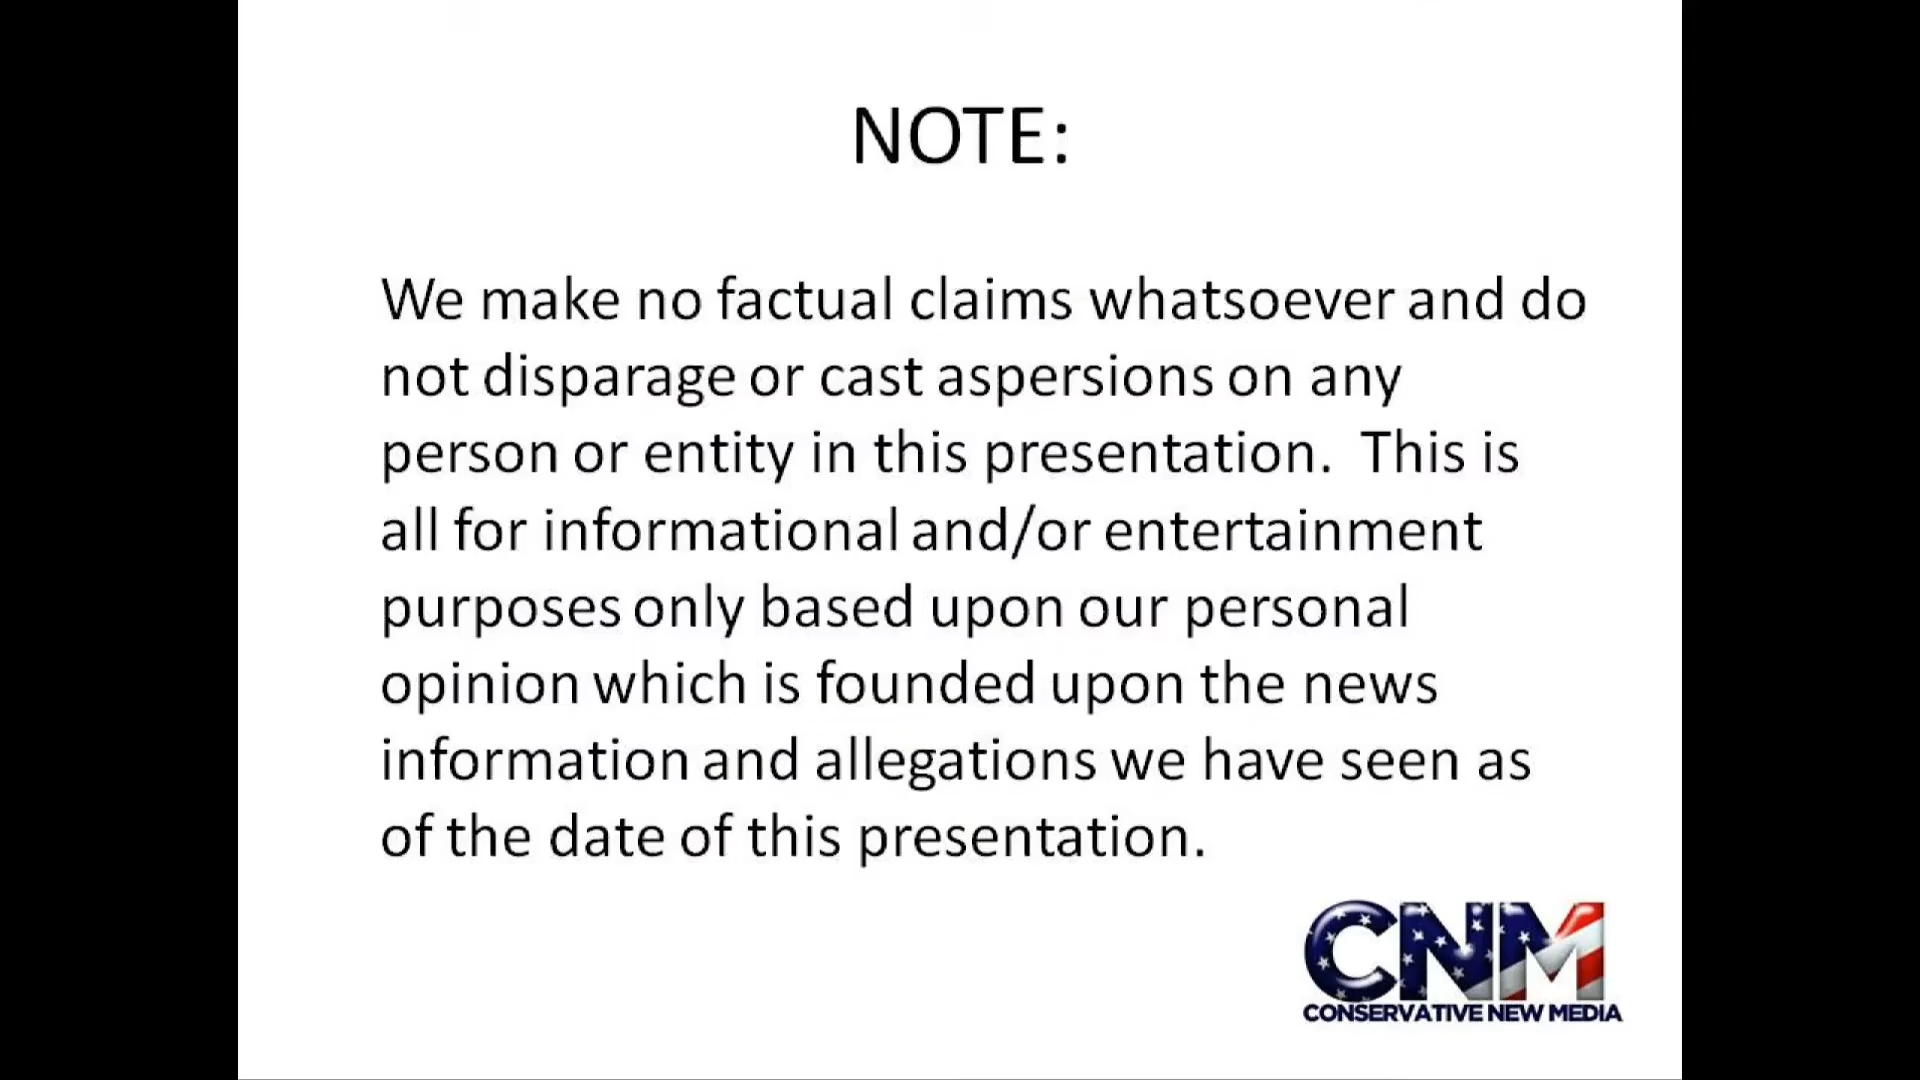 NOTE:
We make no factual claims whatsoever and do
not disparage or cast aspersions on any
person or entity in this presentation.  This is
all for informational and/or entertainment
purposes only based upon our personal
opinion which is founded upon the news
information and allegations we have seen as
of the date of this presentation.
CNM
CONSERVATIVE NEW MEDIA